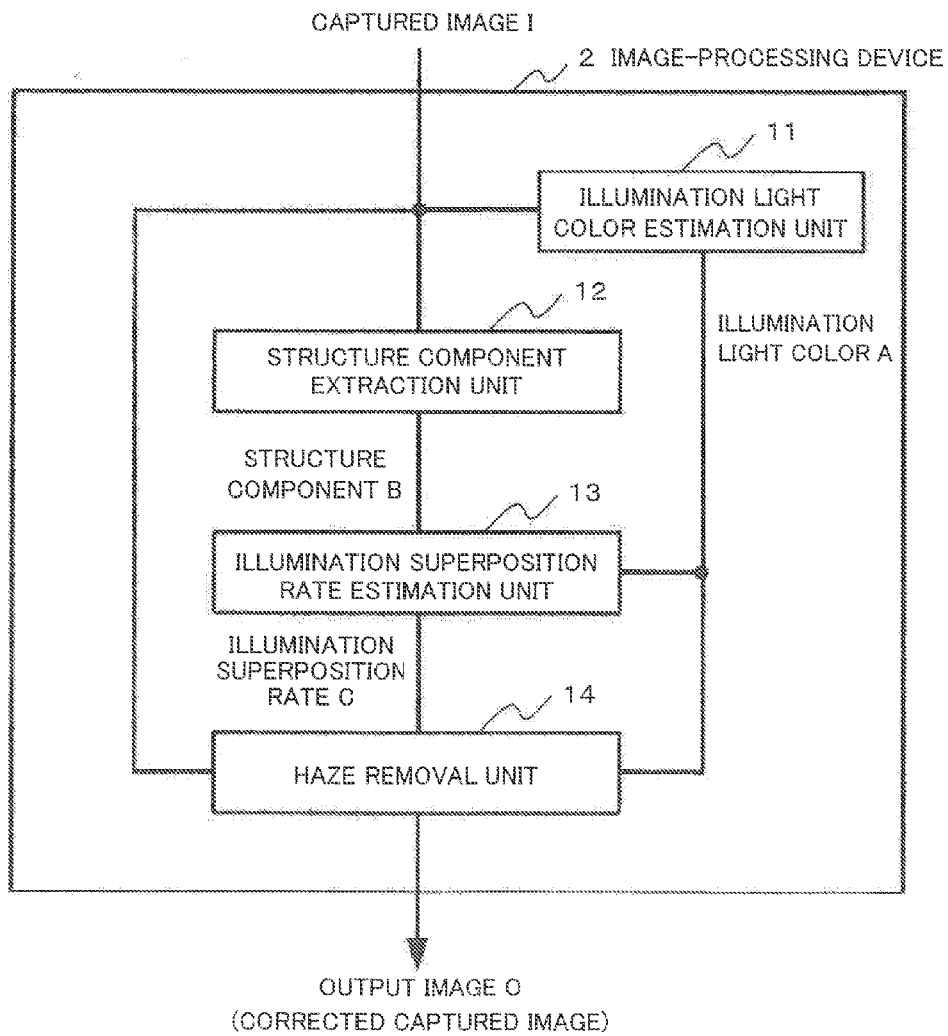 CAPTURED IMAGE I
2 IMAGE-PROCESSING DEVICE
11
ILLUMINATION LIGHT
COLOR ESTIMATION UNIT
12
STRUCTURE COMPONENT
EXTRACTION UNIT
ILLUMINATION
LIGHT COLOR A
STRUCTURE
COMPONENT B
13
ILLUMINATION SUPERPOSITION
RATE ESTIMATION UNIT
ILLUMINATION
SUPERPOSITION
RATE C
14
HAZE REMOVAL UNIT
OUTPUT IMAGE O
(CORRECTED CAPTURED IMAGE)